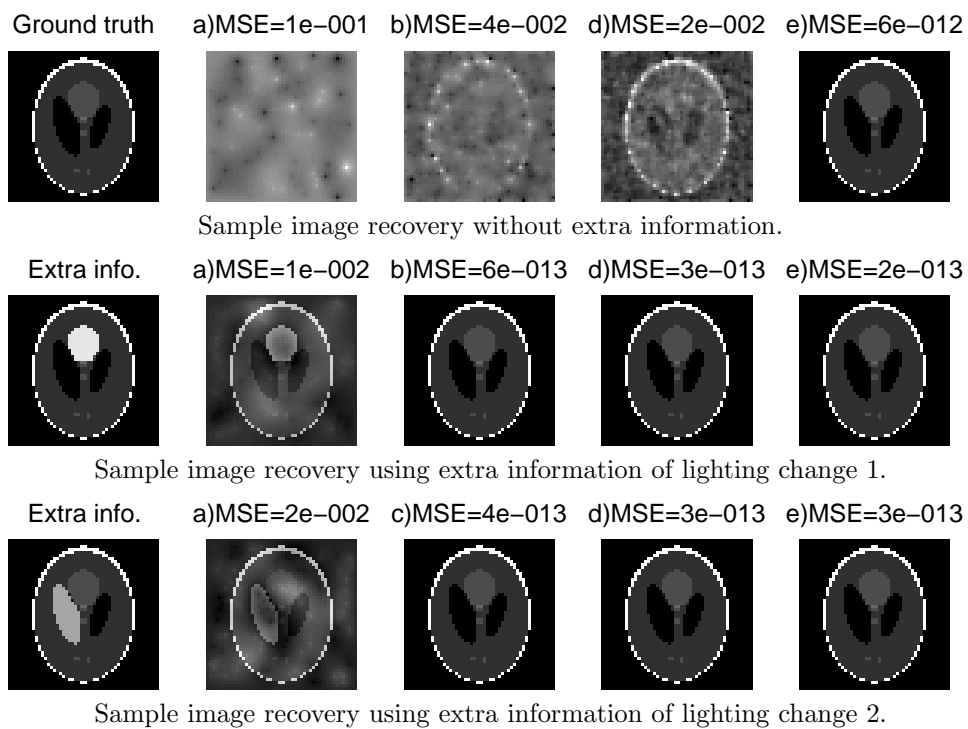 Ground truth a)MSE=1e−001 b)MSE=4e−002 d)MSE=2e−002 e)MSE=6e−012
Sample image recovery without extra information.
Extra info. a)MSE=1e−002 b)MSE=6e−013 d)MSE=3e−013 e)MSE=2e−013
Sample image recovery using extra information of lighting change 1.
Extra info. a)MSE=2e−002 c)MSE=4e−013 d)MSE=3e−013 e)MSE=3e−013
Sample image recovery using extra information of lighting change 2.